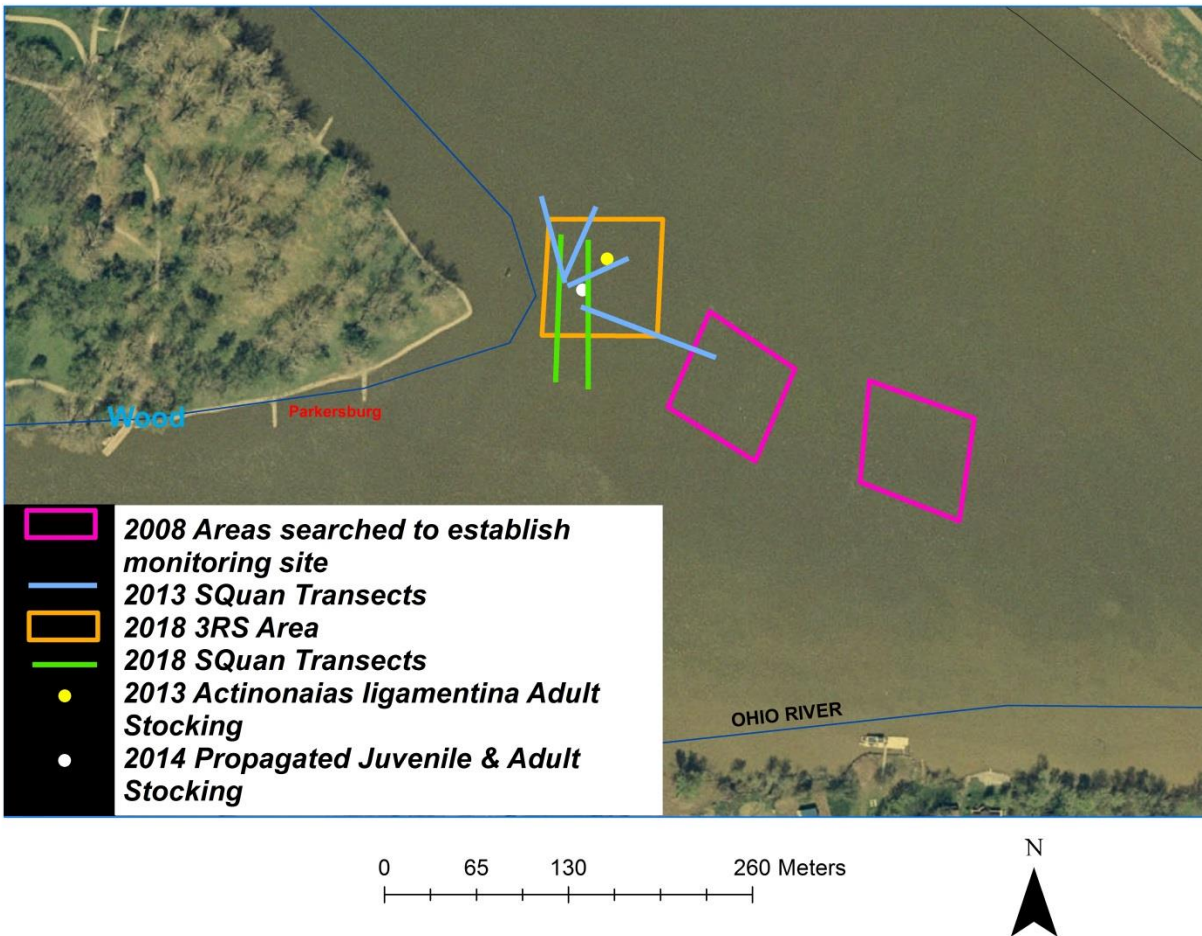 Wood
Parkersburg
2008 Areas searched to establish
monitoring site
2013 SQuan Transects
2018 3RS Area
2018 SQuan Transects
2013 Actinonaias ligamentina Adult
Stocking
2014 Propagated Juvenile & Adult
Stocking
OHIO RIVER
0 65 130 260 Meters
N